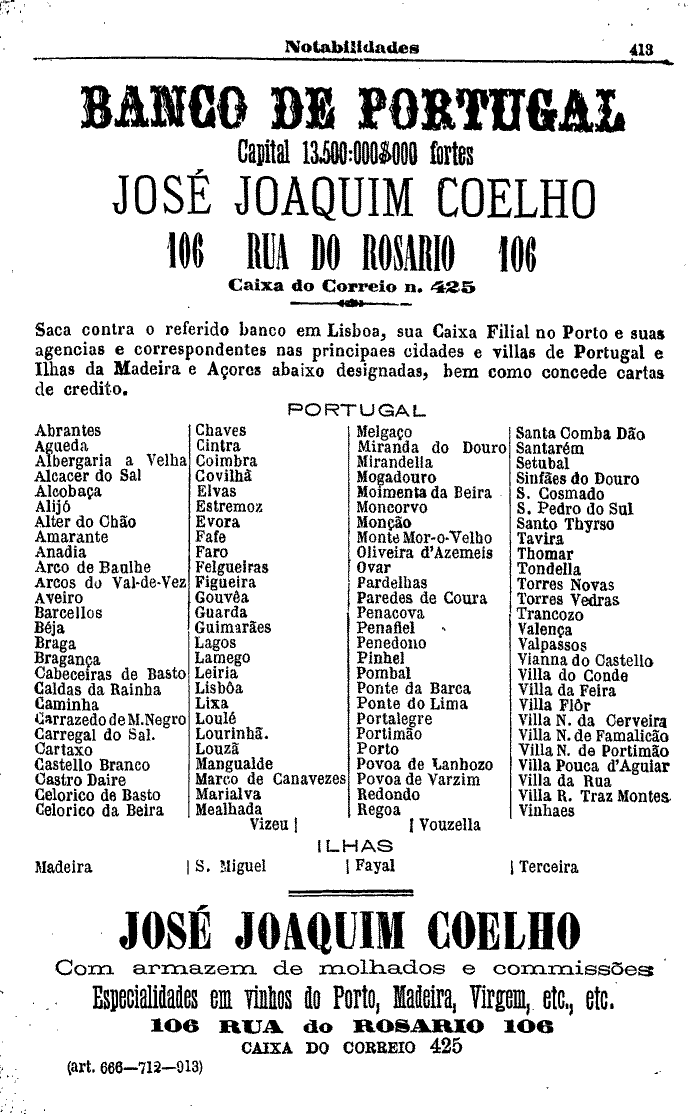 Notabilidades 413
BANCO DE PORTUGAL
Capital 13.500:000$000 fortes
JOSÉ JOAQUIM COELHO
106 RUA DO ROSARIO 106
Caixa do Correio n. 425
Saca contra o referido banco em Lisboa, sua Caixa Filial no Porto e suas
agencias e correspondentes nas principaes cidades e villas de Portugal e
Ilhas da Madeira e Açores abaixo designadas, bem como concede cartas
de credito.
PORTUGAL
Abrantes
Agueda
Albergaria a Velha
Alcacer do Sal
Alcobaça
Alijó
Alter do Chão
Amarante
Anadia
Arco de Baulhe
Arcos do Val-de-Vez
Aveiro
Barcellos
Béja
Braga
Bragança
Cabeceiras de Basto
Caldas da Rainha
Caminha
Carrazedo de M. Negro
Carregal do Sal.
Cartaxo
Castello Branco
Castro Daire
Celorico de Basto
Celorico da Beira
Chaves
Cintra
Coimbra
Covilhã
Elvas
Estremoz
Evora
Fafe
Faro
Felgueiras
Figueira
Gouvêa
Guarda
Guimarães
Lagos
Lamego
Leiria
Lisbôa
Lixa
Loulé
Lourinhã.
Louzã
Mangualde
Marco de Canavezes
Marialva
Mealhada
Melgaço
Miranda do Douro
Mirandella
Mogadouro
Moimenta da Beira
Moncorvo
Monção
Monte Mor-o-Velho
Oliveira d'Azemeis
Ovar
Pardelhas
Paredes de Coura
Penacova
Penafiel
Penedono
Pinhel
Pombal
Ponte da Barca
Ponte do Lima
Portalegre
Portimão
Porto
Povoa de Lanhozo
Povoa de Varzim
Redondo
Regoa
Santa Comba Dão
Santarém
Setubal
Sinfães do Douro
S. Cosmado
S. Pedro do Sul
Santo Thyrso
Tavira
Thomar
Tondella
Torres Novas
Torres Vedras
Trancozo
Valença
Valpassos
Vianna do Castello
Villa do Conde
Villa da Feira
Villa Flôr
Villa N. da Cerveira
Villa N. de Famalicão
Villa N. de Portimão
Villa Pouca d'Aguiar
Villa da Rua
Villa R. Traz Montes.
Vinhaes
Vizeu | | Vouzella
ILHAS
Madeira | S. Miguel | Fayal | Terceira
JOSÉ JOAQUIM COELHO
Com armazem de molhados e commissões
Especialidades em vinhos do Porto, Madeira, Virgem, etc., etc.
106 RUA do ROSARIO 106
CAIXA DO CORREIO 425
(art. 666—712—913)